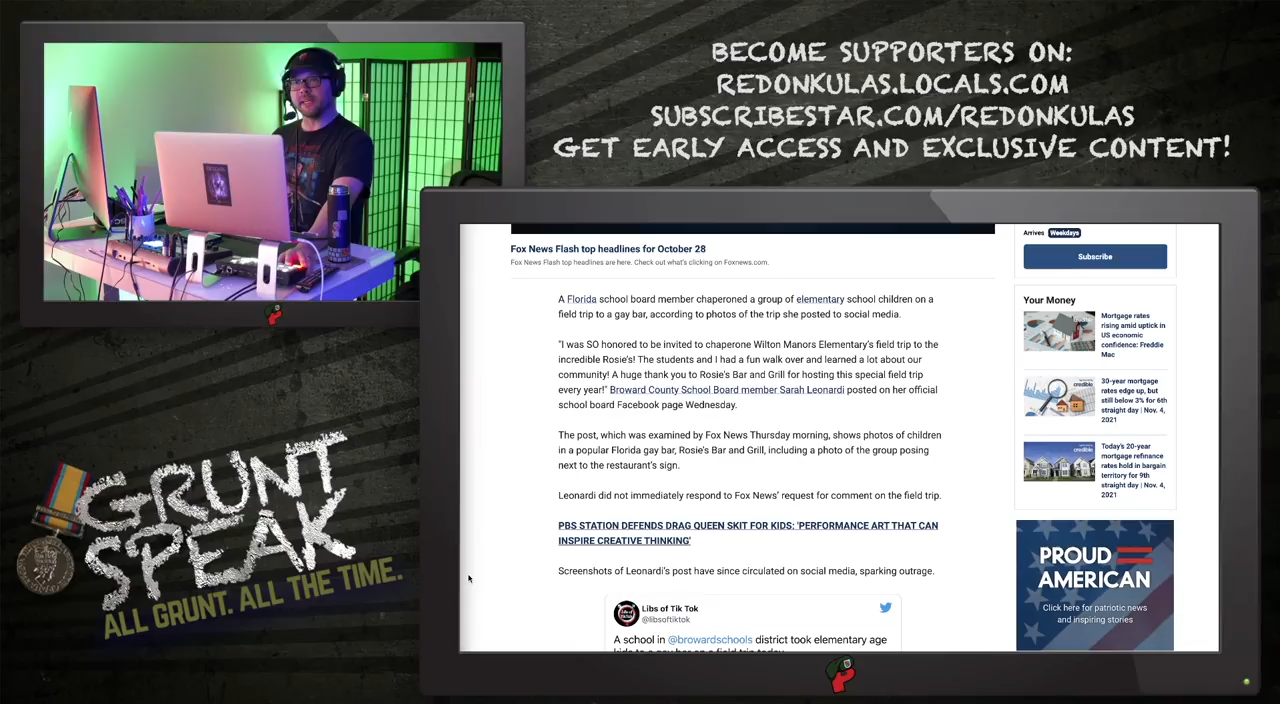 BECOME SUPPORTERS ON:
REDONKULAS.LOCALS.COM
SUBSCRIBESTAR.COM/REDONKULAS
GET EARLY ACCESS AND EXCLUSIVE CONTENT!
Fox News Flash top headlines for October 28
Fox News Flash top headlines are here. Check out what's clicking on Foxnews.com.
A Florida school board member chaperoned a group of elementary school children on a
field trip to a gay bar, according to photos of the trip she posted to social media.
"I was SO honored to be invited to chaperone Wilton Manors Elementary's field trip to the
incredible Rosie's! The students and I had a fun walk over and learned a lot about our
community! A huge thank you to Rosie's Bar and Grill for hosting this special field trip
every year!" Broward County School Board member Sarah Leonardi posted on her official
school board Facebook page Wednesday.
The post, which was examined by Fox News Thursday morning, shows photos of children
in a popular Florida gay bar, Rosie's Bar and Grill, including a photo of the group posing
next to the restaurant's sign.
Leonardi did not immediately respond to Fox News' request for comment on the field trip.
PBS STATION DEFENDS DRAG QUEEN SKIT FOR KIDS: 'PERFORMANCE ART THAT CAN
INSPIRE CREATIVE THINKING'
Screenshots of Leonardi's post have since circulated on social media, sparking outrage.
Libs of Tik Tok
@libsoftiktok
A school in @browardschools district took elementary age
kids to a gay bar on a field trip today
Arrives Weekdays
Subscribe
Your Money
Mortgage rates
rising amid uptick in
US economic
confidence: Freddie
Mac
30-year mortgage
rates edge up, but
still below 3% for 6th
straight day | Nov. 4,
2021
Today's 20-year
mortgage refinance
rates hold in bargain
territory for 9th
straight day | Nov. 4,
2021
PROUD
AMERICAN
Click here for patriotic news
and inspiring stories
GRUNT
SPEAK
ALL GRUNT. ALL THE TIME.